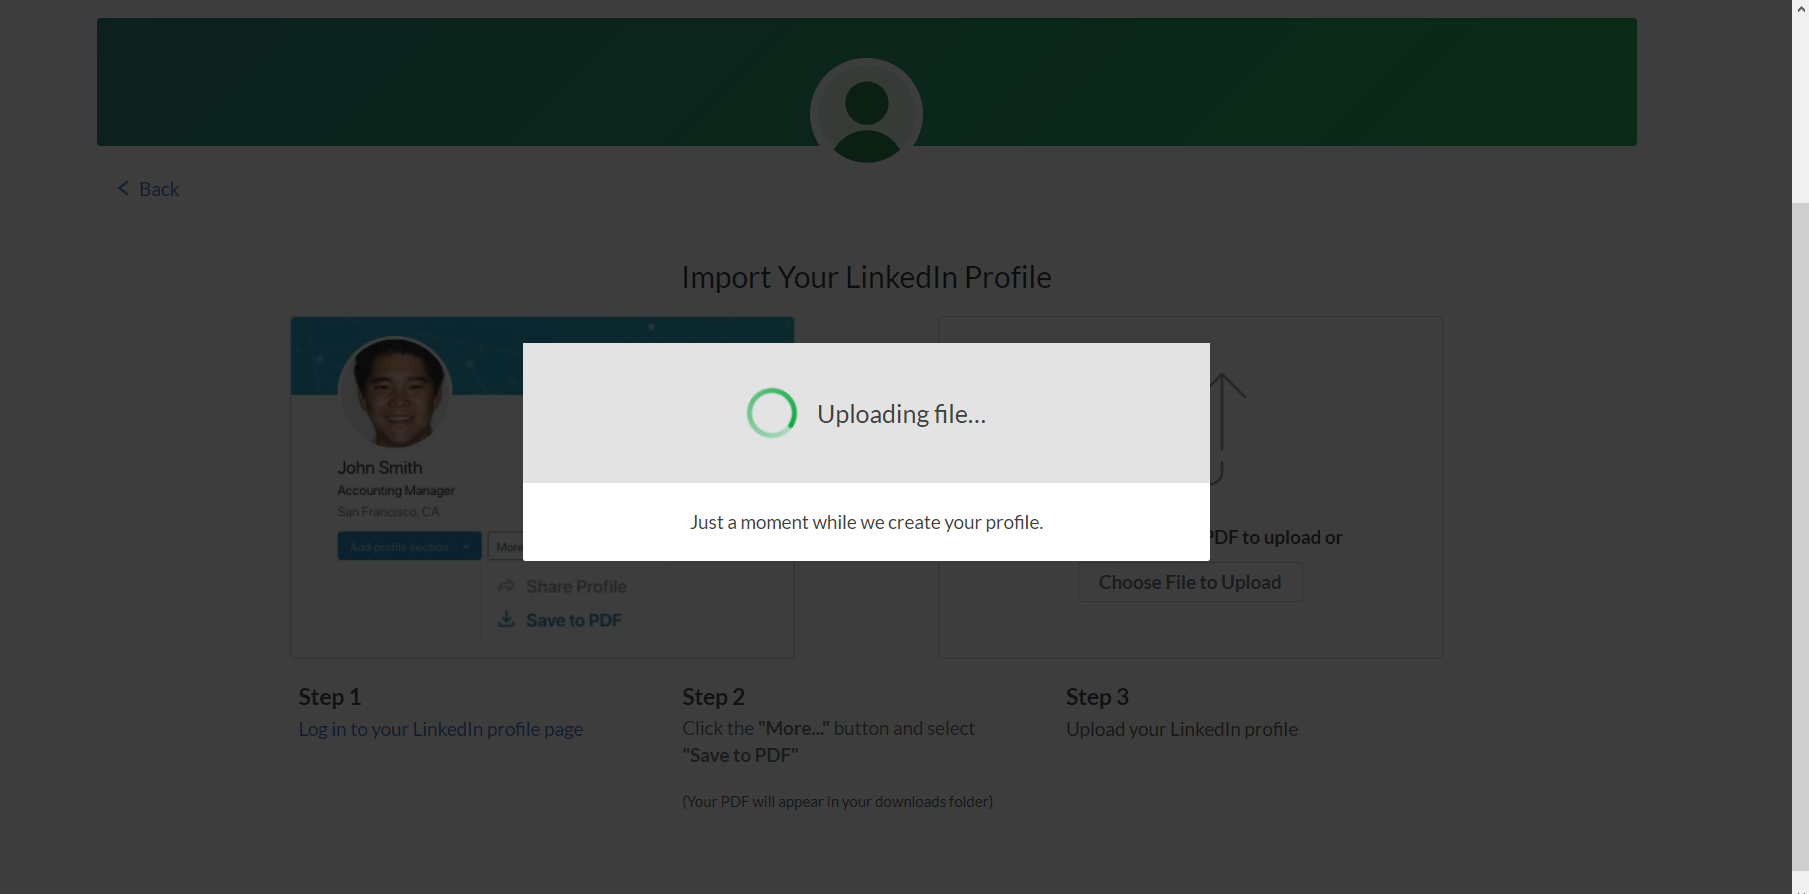 Back
Import Your LinkedIn Profile
John Smith
Accounting Manager
San Francisco, CA
Add profile section
More
Share Profile
Save to PDF
Uploading file...
Just a moment while we create your profile.
PDF to upload or
Choose File to Upload
Step 1
Log in to your LinkedIn profile page
Step 2
Click the "More..." button and select
"Save to PDF"
(Your PDF will appear in your downloads folder)
Step 3
Upload your LinkedIn profile